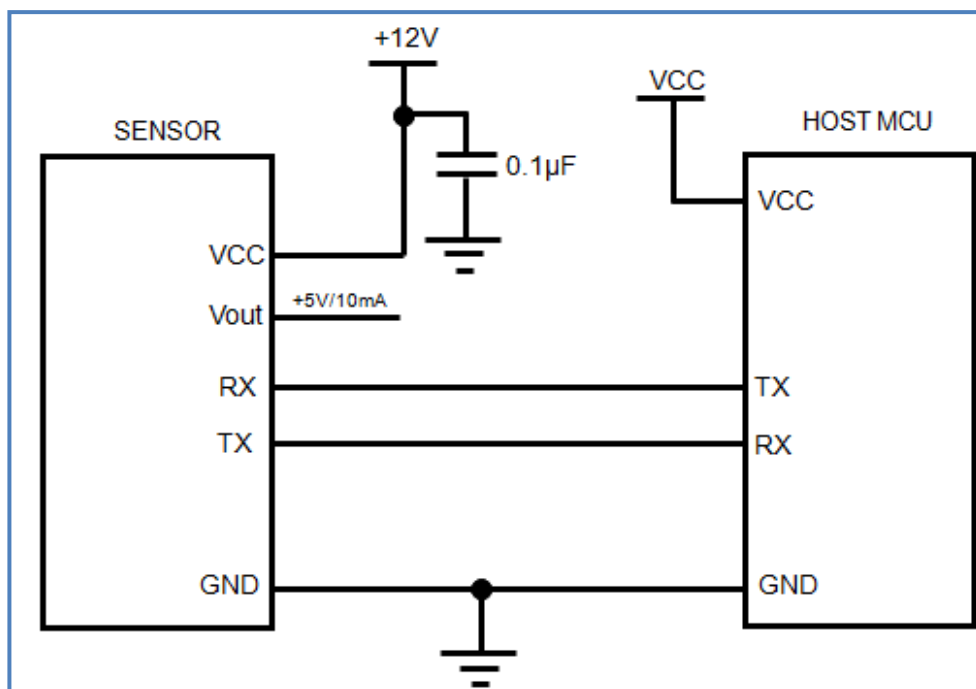 +12V
VCC
SENSOR
HOST MCU
0.1µF
VCC
VCC
+5V/10mA
Vout
RX
TX
TX
RX
GND
GND